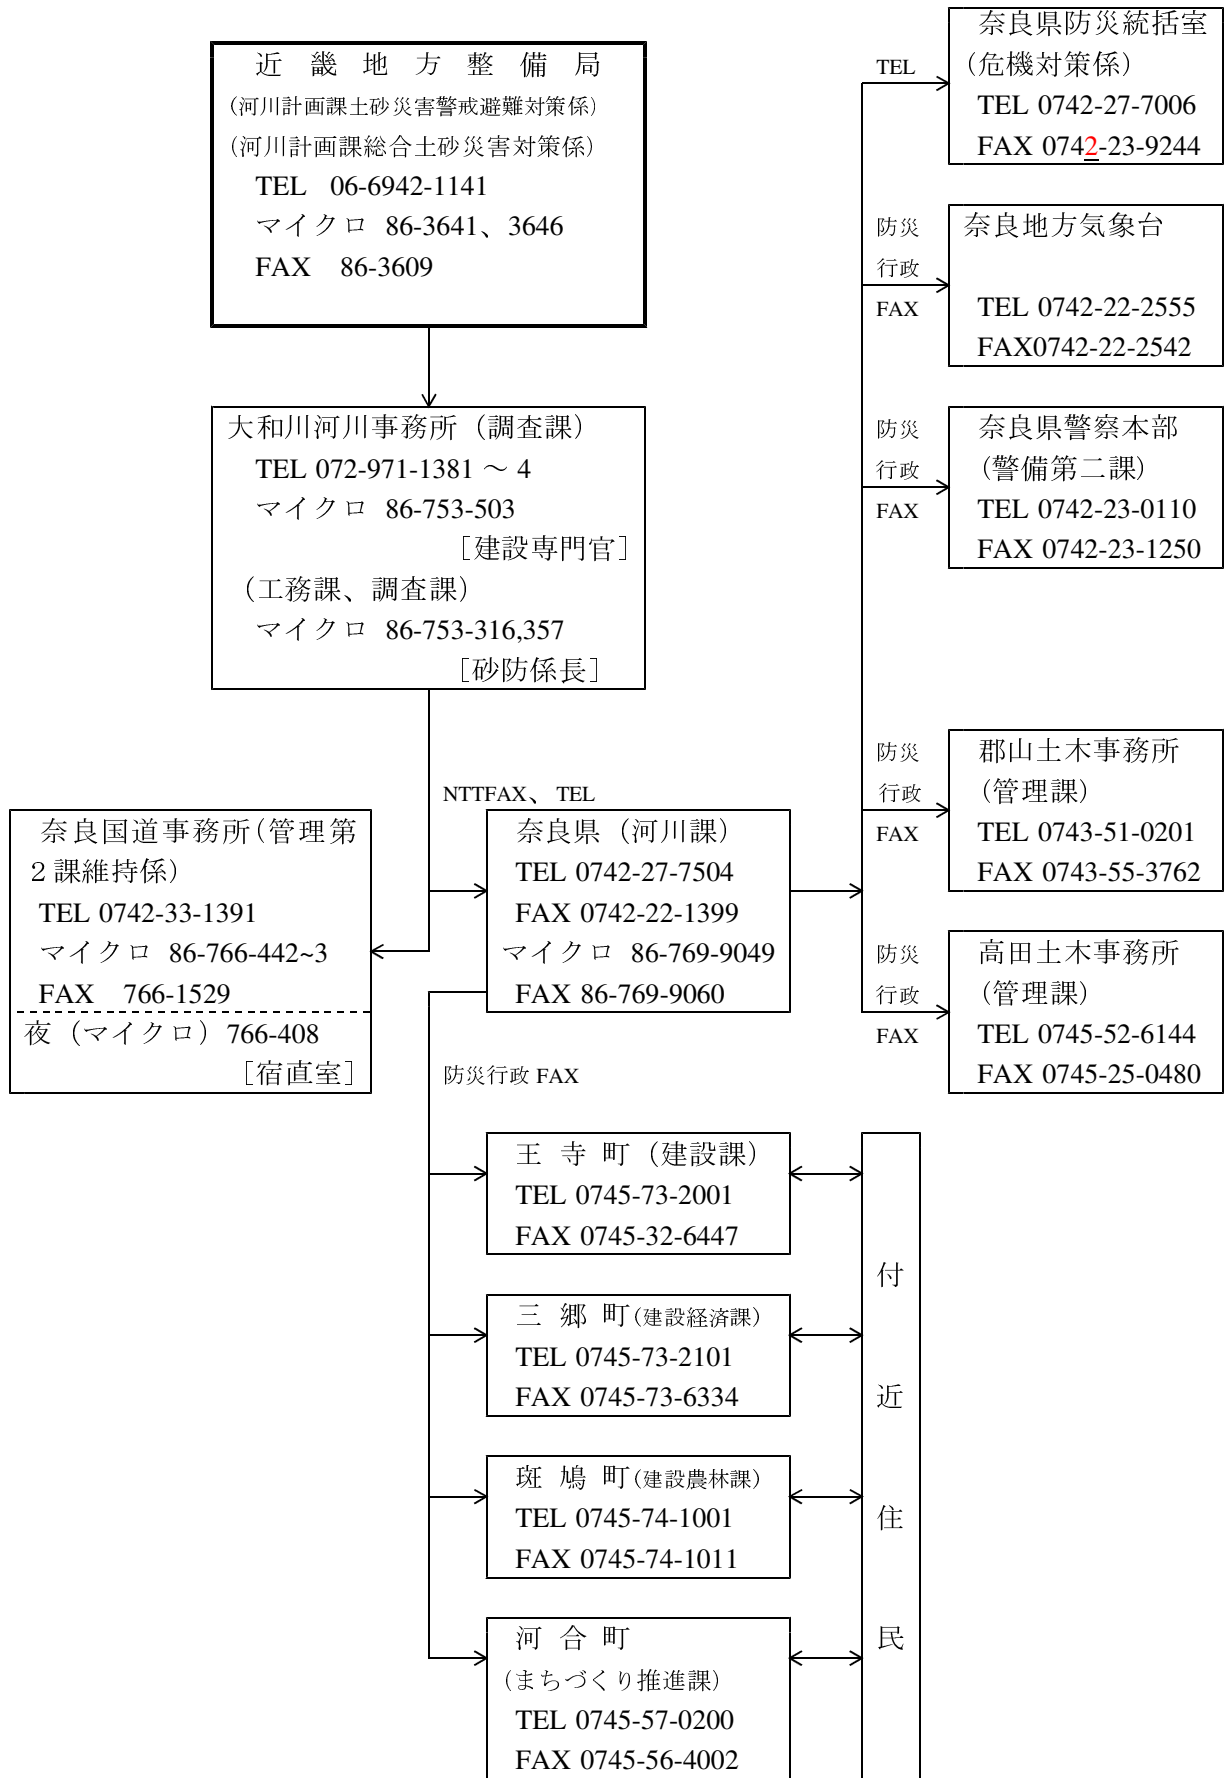 近 畿 地 方 整 備 局
(河川計画課土砂災害警戒避難対策係)
(河川計画課総合土砂災害対策係)
TEL 06-6942-1141
マイクロ 86-3641、3646
FAX 86-3609
大和川河川事務所（調査課）
TEL 072-971-1381 ～ 4
マイクロ 86-753-503
［建設専門官］
（工務課、調査課）
マイクロ 86-753-316,357
［砂防係長］
奈良国道事務所(管理第
２課維持係)
TEL 0742-33-1391
マイクロ 86-766-442~3
FAX 766-1529
夜（マイクロ）766-408
［宿直室］
NTTFAX、 TEL
奈良県（河川課）
TEL 0742-27-7504
FAX 0742-22-1399
マイクロ 86-769-9049
FAX 86-769-9060
TEL
奈良県防災統括室
(危機対策係)
TEL 0742-27-7006
FAX 0742-23-9244
防災
行政
FAX
奈良地方気象台
TEL 0742-22-2555
FAX0742-22-2542
防災
行政
FAX
奈良県警察本部
(警備第二課)
TEL 0742-23-0110
FAX 0742-23-1250
防災
行政
FAX
郡山土木事務所
(管理課)
TEL 0743-51-0201
FAX 0743-55-3762
防災
行政
FAX
高田土木事務所
(管理課)
TEL 0745-52-6144
FAX 0745-25-0480
防災行政 FAX
王 寺 町（建設課）
TEL 0745-73-2001
FAX 0745-32-6447
三 郷 町(建設経済課)
TEL 0745-73-2101
FAX 0745-73-6334
斑 鳩 町(建設農林課)
TEL 0745-74-1001
FAX 0745-74-1011
河 合 町
(まちづくり推進課)
TEL 0745-57-0200
FAX 0745-56-4002
付
近
住
民